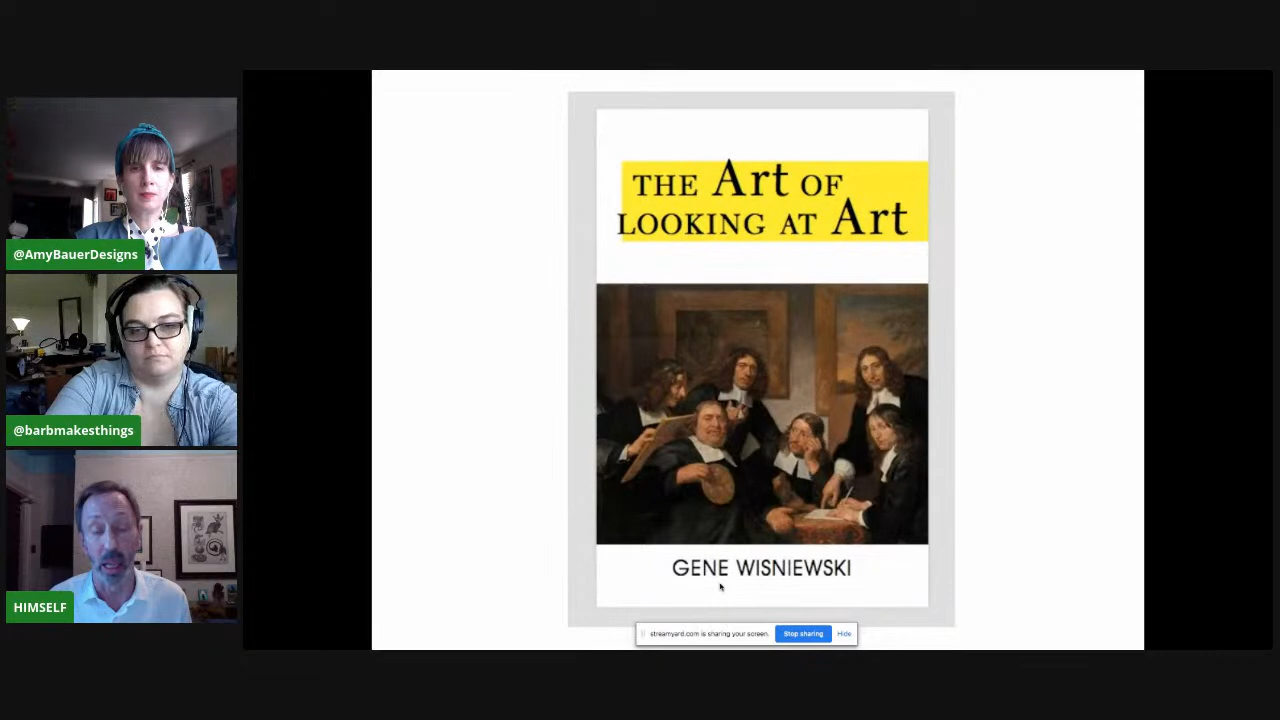 @AmyBauerDesigns
@barbmakesthings
HIMSELF
THE Art OF
LOOKING AT Art
GENE WISNIEWSKI
streamyard.com is sharing your screen.
Stop sharing
Hide